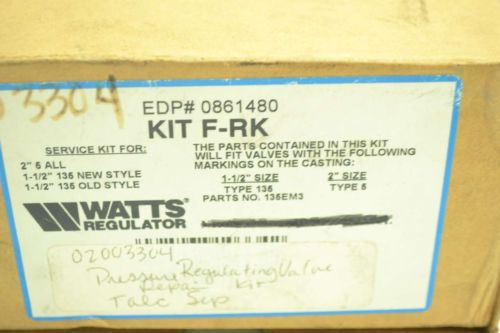 03304
EDP# 0861480
KIT F-RK
SERVICE KIT FOR:
2" 5 ALL
1-1/2" 135 NEW STYLE
1-1/2" 135 OLD STYLE
THE PARTS CONTAINED IN THIS KIT
WILL FIT VALVES WITH THE FOLLOWING
MARKINGS ON THE CASTING:
1-1/2" SIZE 2" SIZE
TYPE 135 TYPE 5
PARTS NO. 135EM3
WATTS
REGULATOR
02003304
Pressure Regulating Valve
Repair Kit
Talc Sep